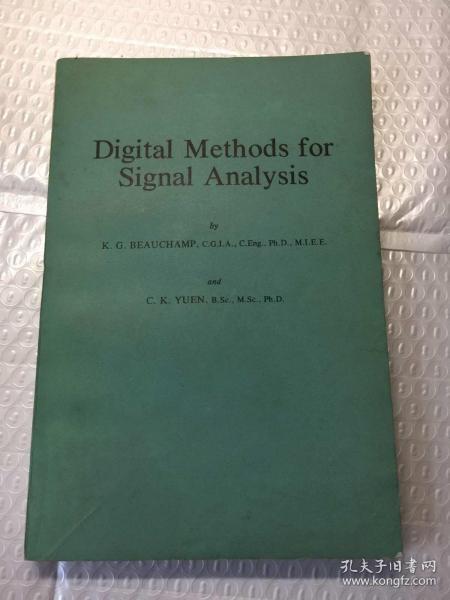 Digital Methods for
Signal Analysis
by
K. G. BEAUCHAMP, C.G.I.A., C.Eng., Ph.D., M.I.E.E.
and
C. K. YUEN, B.Sc., M.Sc., Ph.D.
孔夫子旧书网
www.kongfz.com